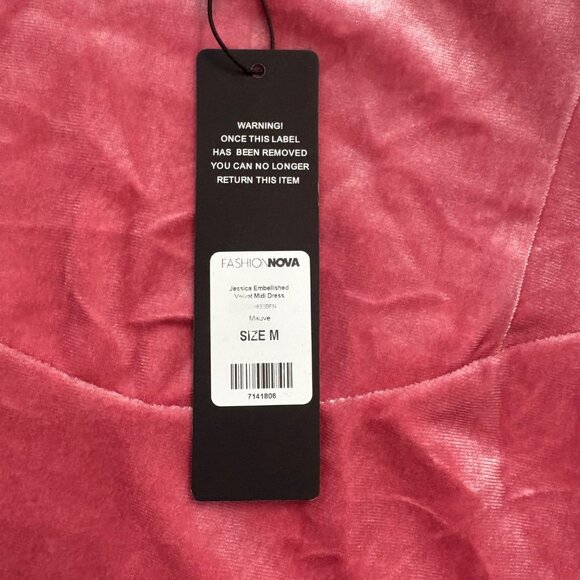 WARNING!
ONCE THIS LABEL
HAS BEEN REMOVED
YOU CAN NO LONGER
RETURN THIS ITEM
FASHIONNOVA
Jessica Embellished
Velvet Midi Dress
Mauve
SIZE M
7141806